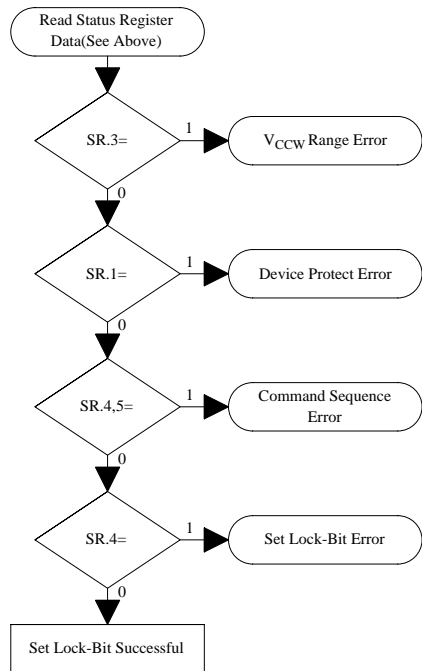 Read Status Register
Data(See Above)
SR.3=
1
VCCW Range Error
0
SR.1=
1
Device Protect Error
0
SR.4,5=
1
Command Sequence
Error
0
SR.4=
1
Set Lock-Bit Error
0
Set Lock-Bit Successful